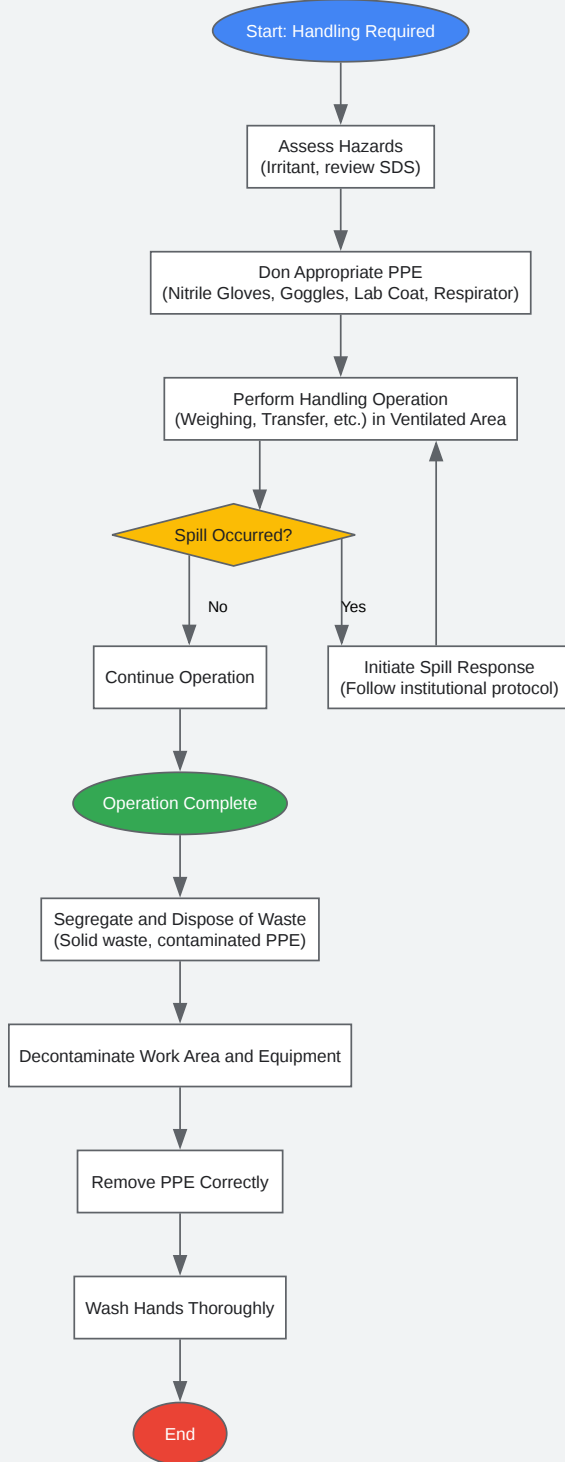 Start: Handling Required
Assess Hazards
(Irritant, review SDS)
Don Appropriate PPE
(Nitrile Gloves, Goggles, Lab Coat, Respirator)
Perform Handling Operation
(Weighing, Transfer, etc.) in Ventilated Area
Spill Occurred?
No
Yes
Continue Operation
Initiate Spill Response
(Follow institutional protocol)
Operation Complete
Segregate and Dispose of Waste
(Solid waste, contaminated PPE)
Decontaminate Work Area and Equipment
Remove PPE Correctly
Wash Hands Thoroughly
End